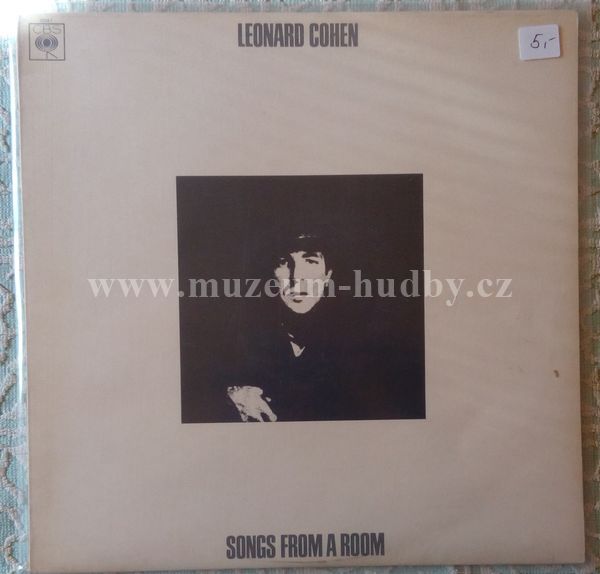 CBS
LEONARD COHEN
5,-
www.muzeum-hudby.cz
SONGS FROM A ROOM